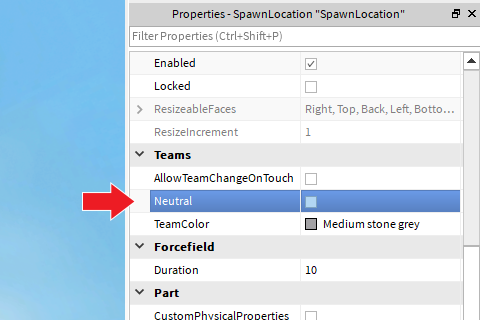 Properties - SpawnLocation "SpawnLocation"
Filter Properties (Ctrl+Shift+P)
Enabled
Locked
ResizeableFaces Right, Top, Back, Left, Botto...
ResizeIncrement 1
Teams
AllowTeamChangeOnTouch
Neutral
TeamColor Medium stone grey
Forcefield
Duration 10
Part
CustomPhysicalProperties